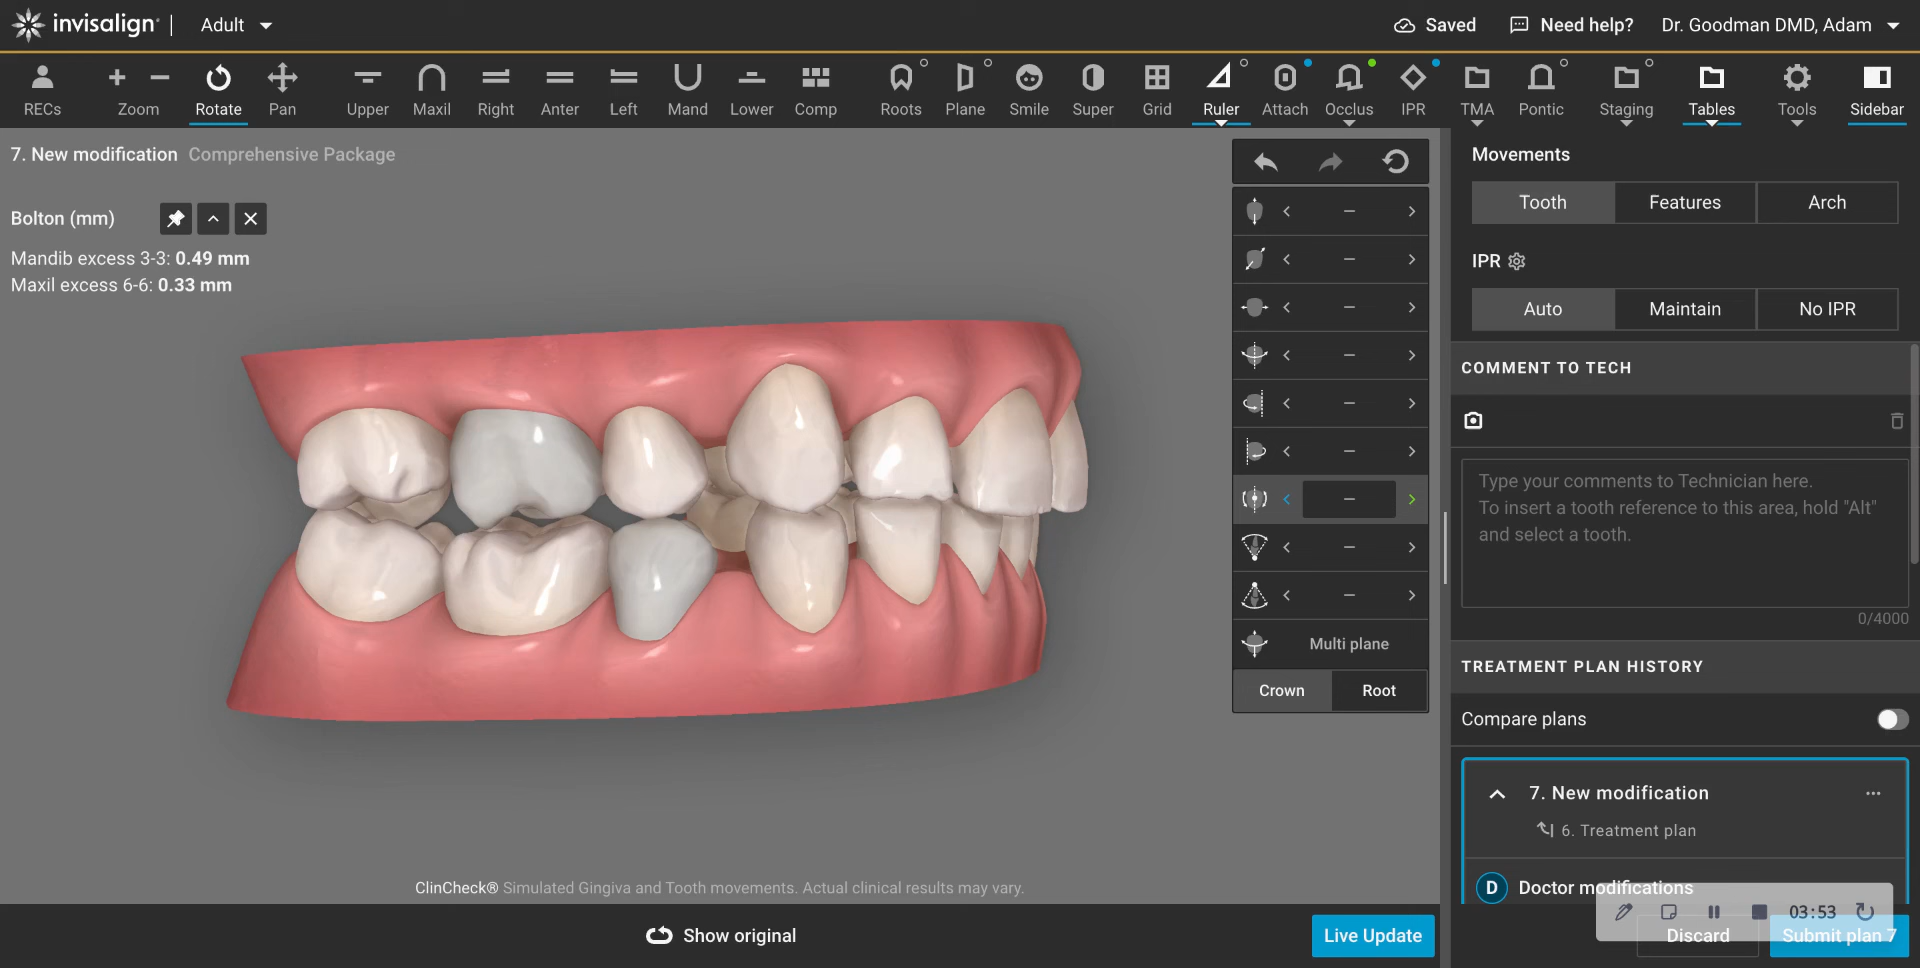 invisalign | Adult
Saved Need help? Dr. Goodman DMD, Adam
RECs Zoom Rotate Pan Upper Maxil Right Anter Left Mand Lower Comp Roots Plane Smile Super Grid Ruler Attach Occlus IPR TMA Pontic Staging Tables Tools Sidebar
7. New modification Comprehensive Package
Bolton (mm)
Mandib excess 3-3: 0.49 mm
Maxil excess 6-6: 0.33 mm
Multi plane
Crown Root
ClinCheck® Simulated Gingiva and Tooth movements. Actual clinical results may vary.
Show original
Live Update
Movements
Tooth Features Arch
IPR
Auto Maintain No IPR
COMMENT TO TECH
Type your comments to Technician here.
To insert a tooth reference to this area, hold "Alt"
and select a tooth.
0/4000
TREATMENT PLAN HISTORY
Compare plans
7. New modification
6. Treatment plan
D Doctor modifications
03:53
Discard Submit plan 7